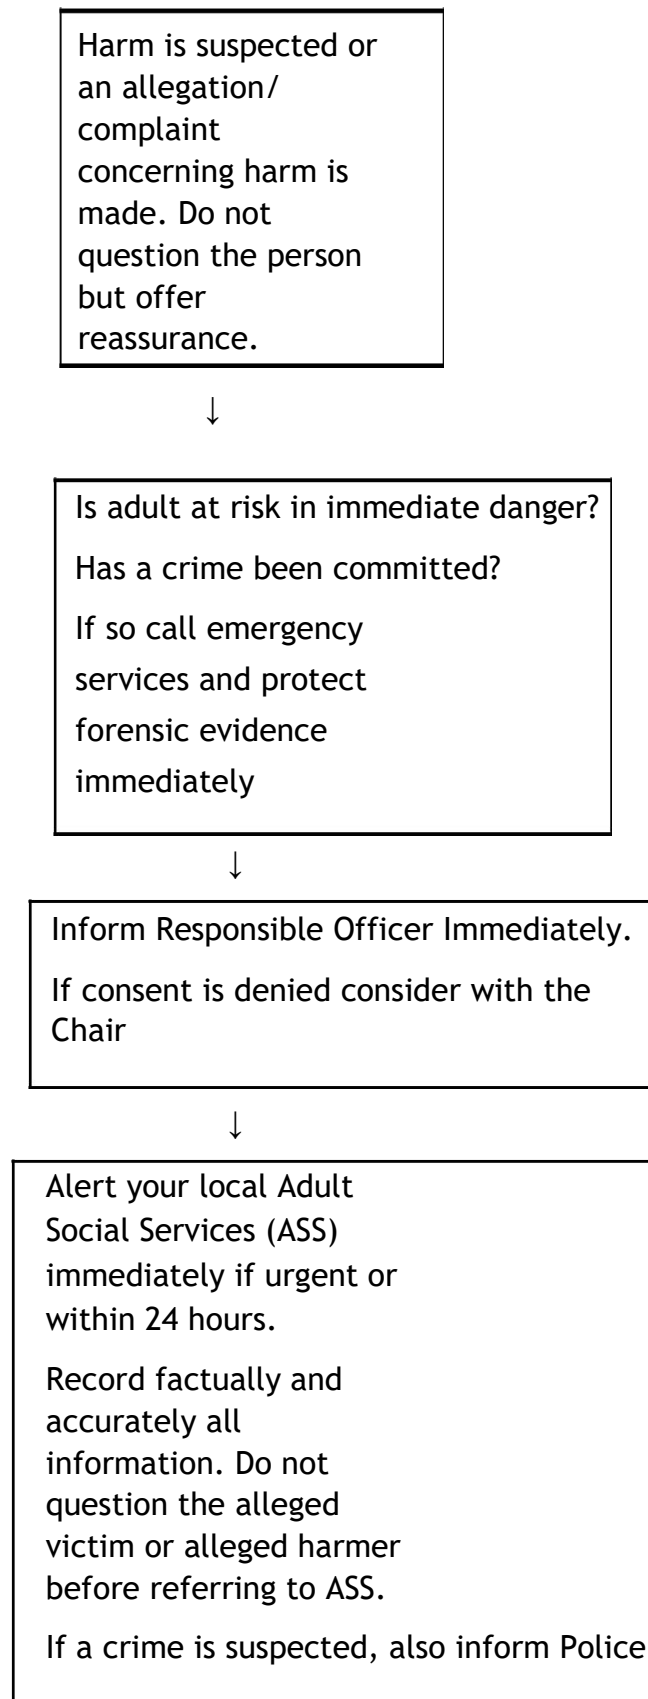 Harm is suspected or
an allegation/
complaint
concerning harm is
made. Do not
question the person
but offer
reassurance.
↓
Is adult at risk in immediate danger?
Has a crime been committed?
If so call emergency
services and protect
forensic evidence
immediately
↓
Inform Responsible Officer Immediately.
If consent is denied consider with the
Chair
↓
Alert your local Adult
Social Services (ASS)
immediately if urgent or
within 24 hours.
Record factually and
accurately all
information. Do not
question the alleged
victim or alleged harmer
before referring to ASS.
If a crime is suspected, also inform Police